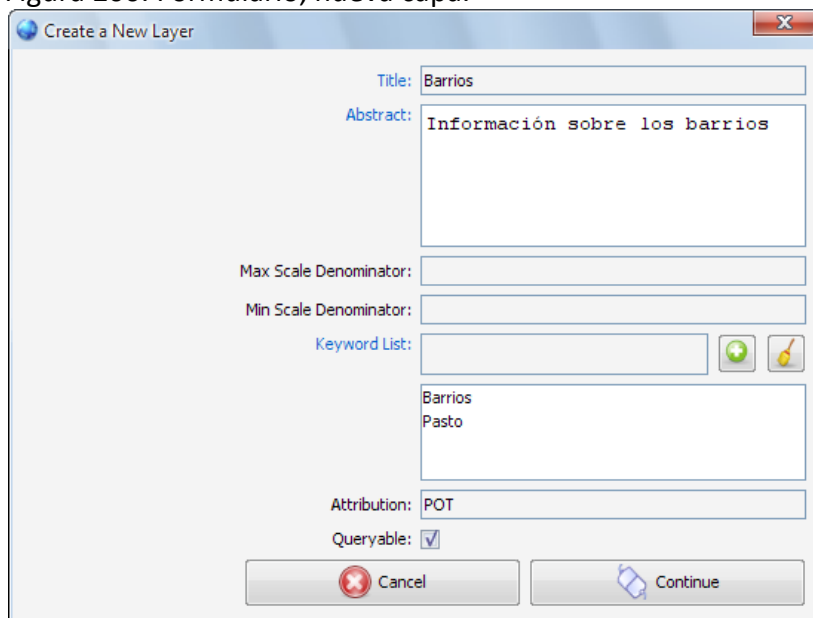 Create a New Layer
Title: Barrios
Abstract: Información sobre los barrios
Max Scale Denominator:
Min Scale Denominator:
Keyword List:
Barrios
Pasto
Attribution: POT
Queryable:
Cancel Continue